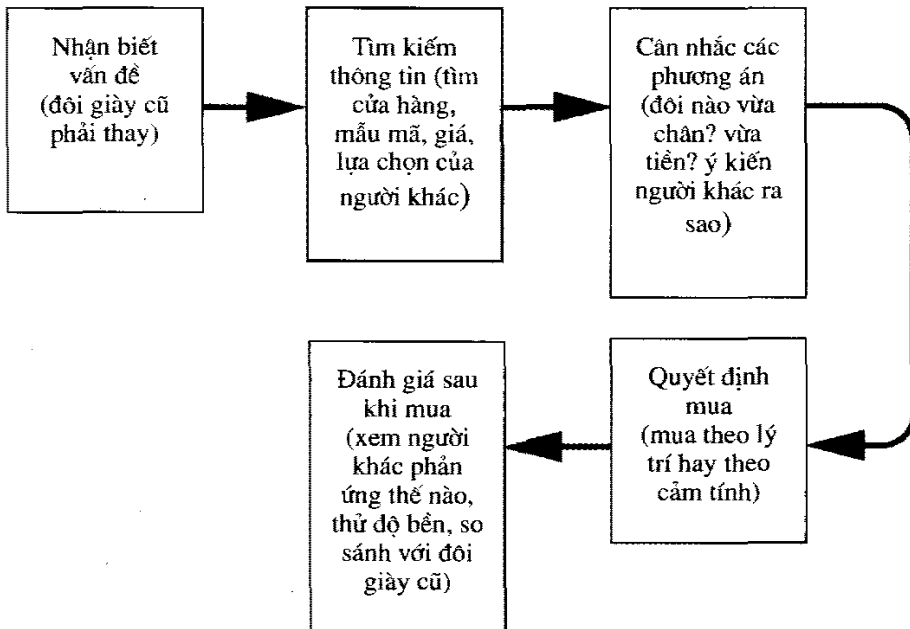 Nhận biết
vấn đề
(đôi giày cũ
phải thay)
Tìm kiếm
thông tin (tìm
cửa hàng,
mẫu mã, giá,
lựa chọn của
người khác)
Cân nhắc các
phương án
(đôi nào vừa
chân? vừa
tiền? ý kiến
người khác ra
sao)
Quyết định
mua
(mua theo lý
trí hay theo
cảm tính)
Đánh giá sau
khi mua
(xem người
khác phản
ứng thế nào,
thử độ bền, so
sánh với đôi
giày cũ)